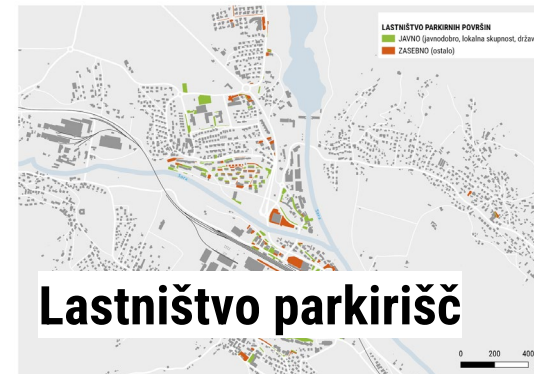 LASTNIŠTVO PARKIRNIH POVRŠIN
JAVNO (javnodobro, lokalna skupnost, držav
ZASEBNO (ostalo)
Lastništvo parkirišč
0 200 400